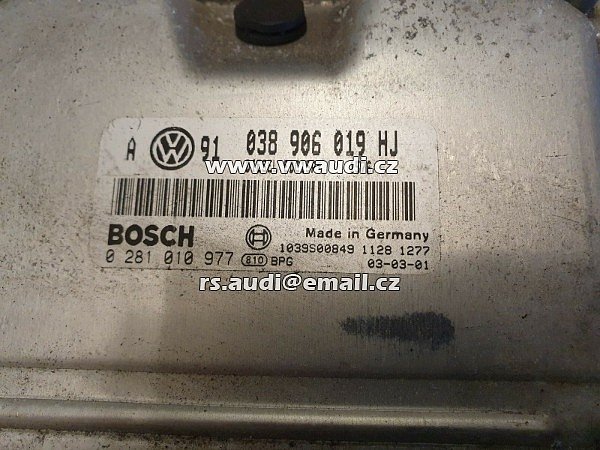 A VW 91 038 906 019 HJ
www.vwaudi.cz
BOSCH Made in Germany
1039S00849 1128 1277
0 281 010 977 810 BPG 03-03-01
rs.audi@email.cz